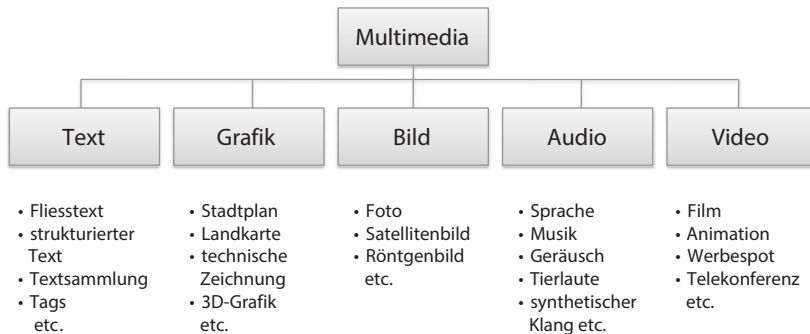 Multimedia
Text
Grafik
Bild
Audio
Video
• Fliesstext
• strukturierter
Text
• Textsammlung
• Tags
etc.
• Stadtplan
• Landkarte
• technische
Zeichnung
• 3D-Grafik
etc.
• Foto
• Satellitenbild
• Röntgenbild
etc.
• Sprache
• Musik
• Geräusch
• Tierlaute
• synthetischer
Klang etc.
• Film
• Animation
• Werbespot
• Telekonferenz
etc.